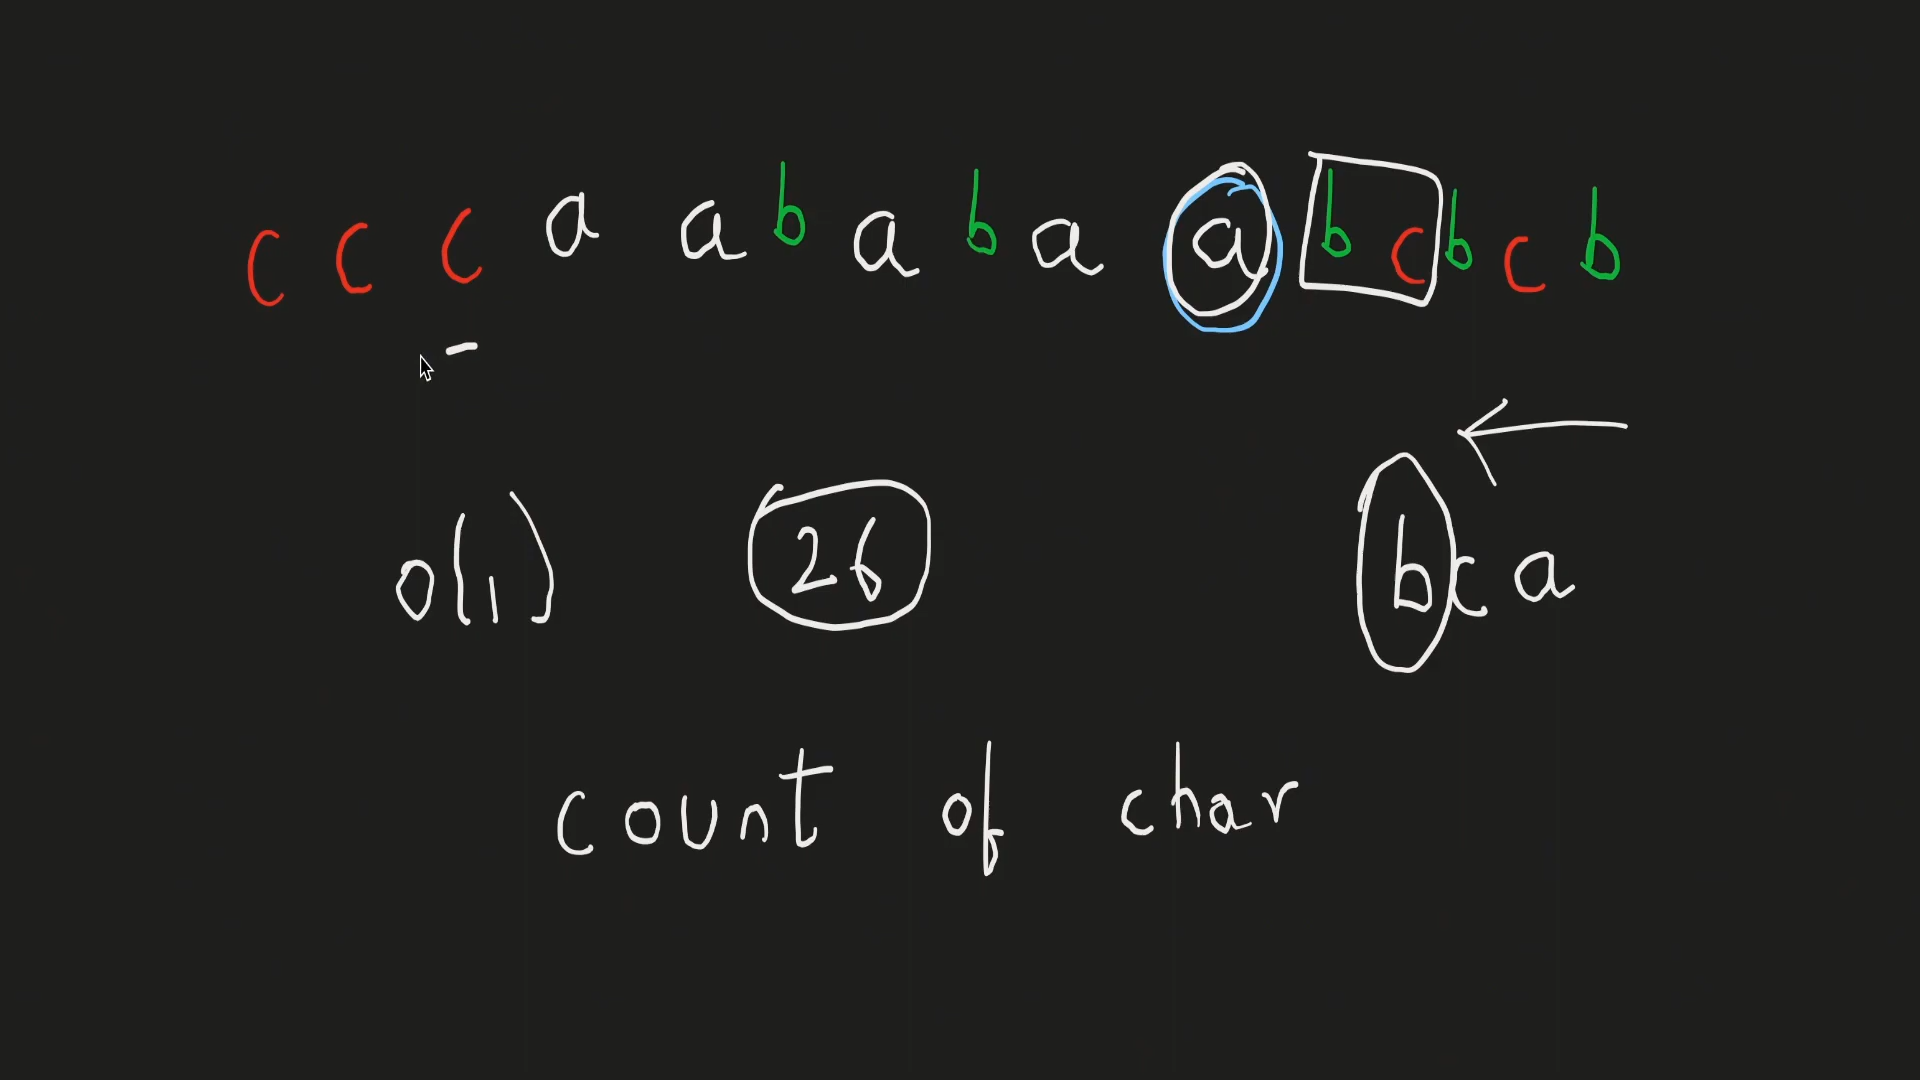 c c c a a b a b a a b c b c b
o(1) 26 bca
count of char